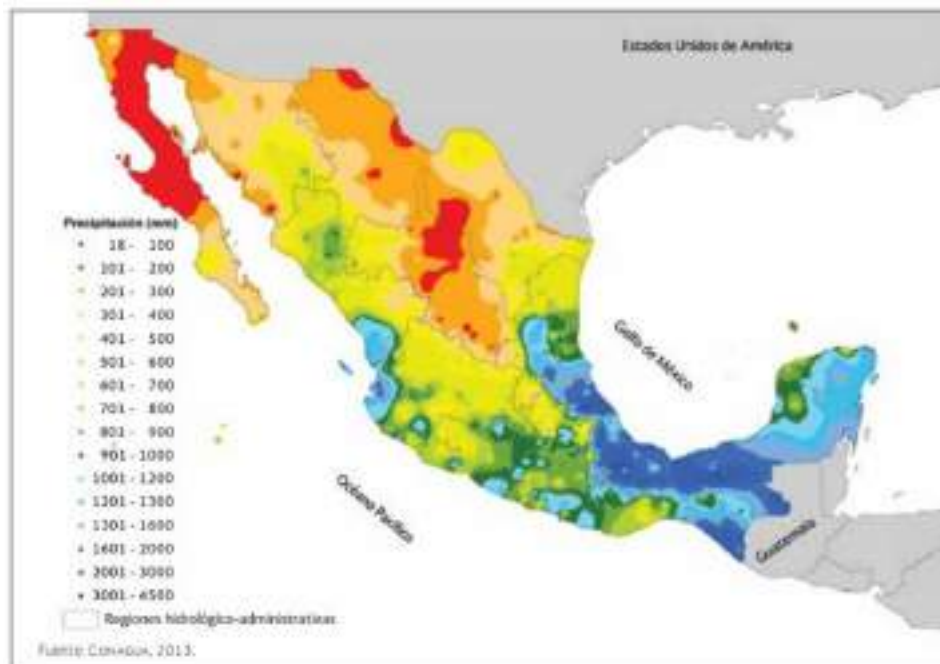 Estados Unidos de América
Golfo de México
Océano Pacífico
Guatemala
Precipitación (mm)
18 - 100
101 - 200
201 - 300
301 - 400
401 - 500
501 - 600
601 - 700
701 - 800
801 - 900
901 - 1000
1001 - 1200
1201 - 1300
1301 - 1600
1601 - 2000
2001 - 3000
3001 - 4500
Regiones hidrológico-administrativas
Fuente: Conagua, 2013.